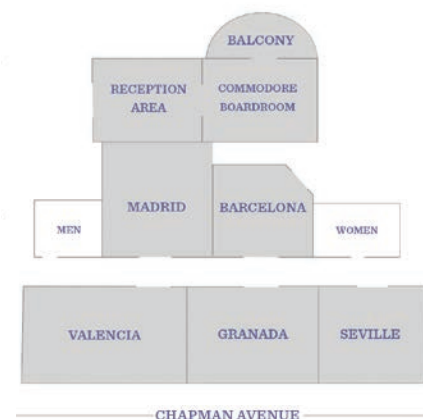 BALCONY
RECEPTION
AREA
COMMODORE
BOARDROOM
MADRID
BARCELONA
MEN
WOMEN
VALENCIA
GRANADA
SEVILLE
CHAPMAN AVENUE